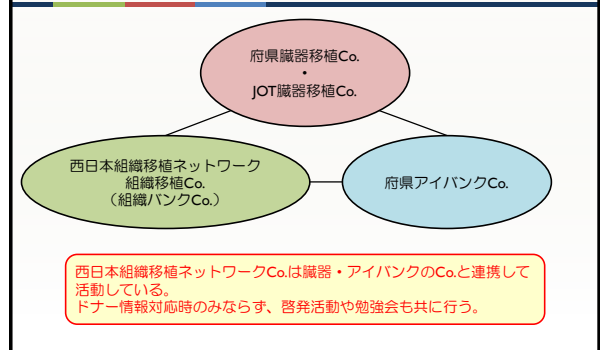 府県臓器移植Co.
・
JOT臓器移植Co.
西日本組織移植ネットワーク
組織移植Co.
（組織バンクCo.）
府県アイバンクCo.
西日本組織移植ネットワークCo.は臓器・アイバンクのCo.と連携して
活動している。
ドナー情報対応時のみならず、啓発活動や勉強会も共に行う。